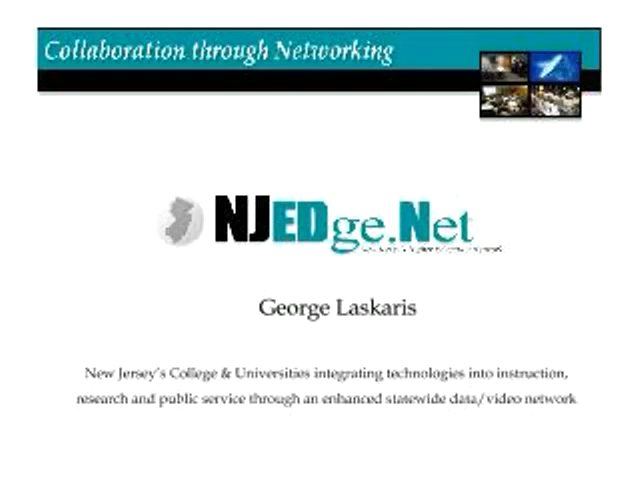 Collaboration through Networking
NJEDge.Net
George Laskaris
New Jersey's College & Universities integrating technologies into instruction,
research and public service through an enhanced statewide data/video network